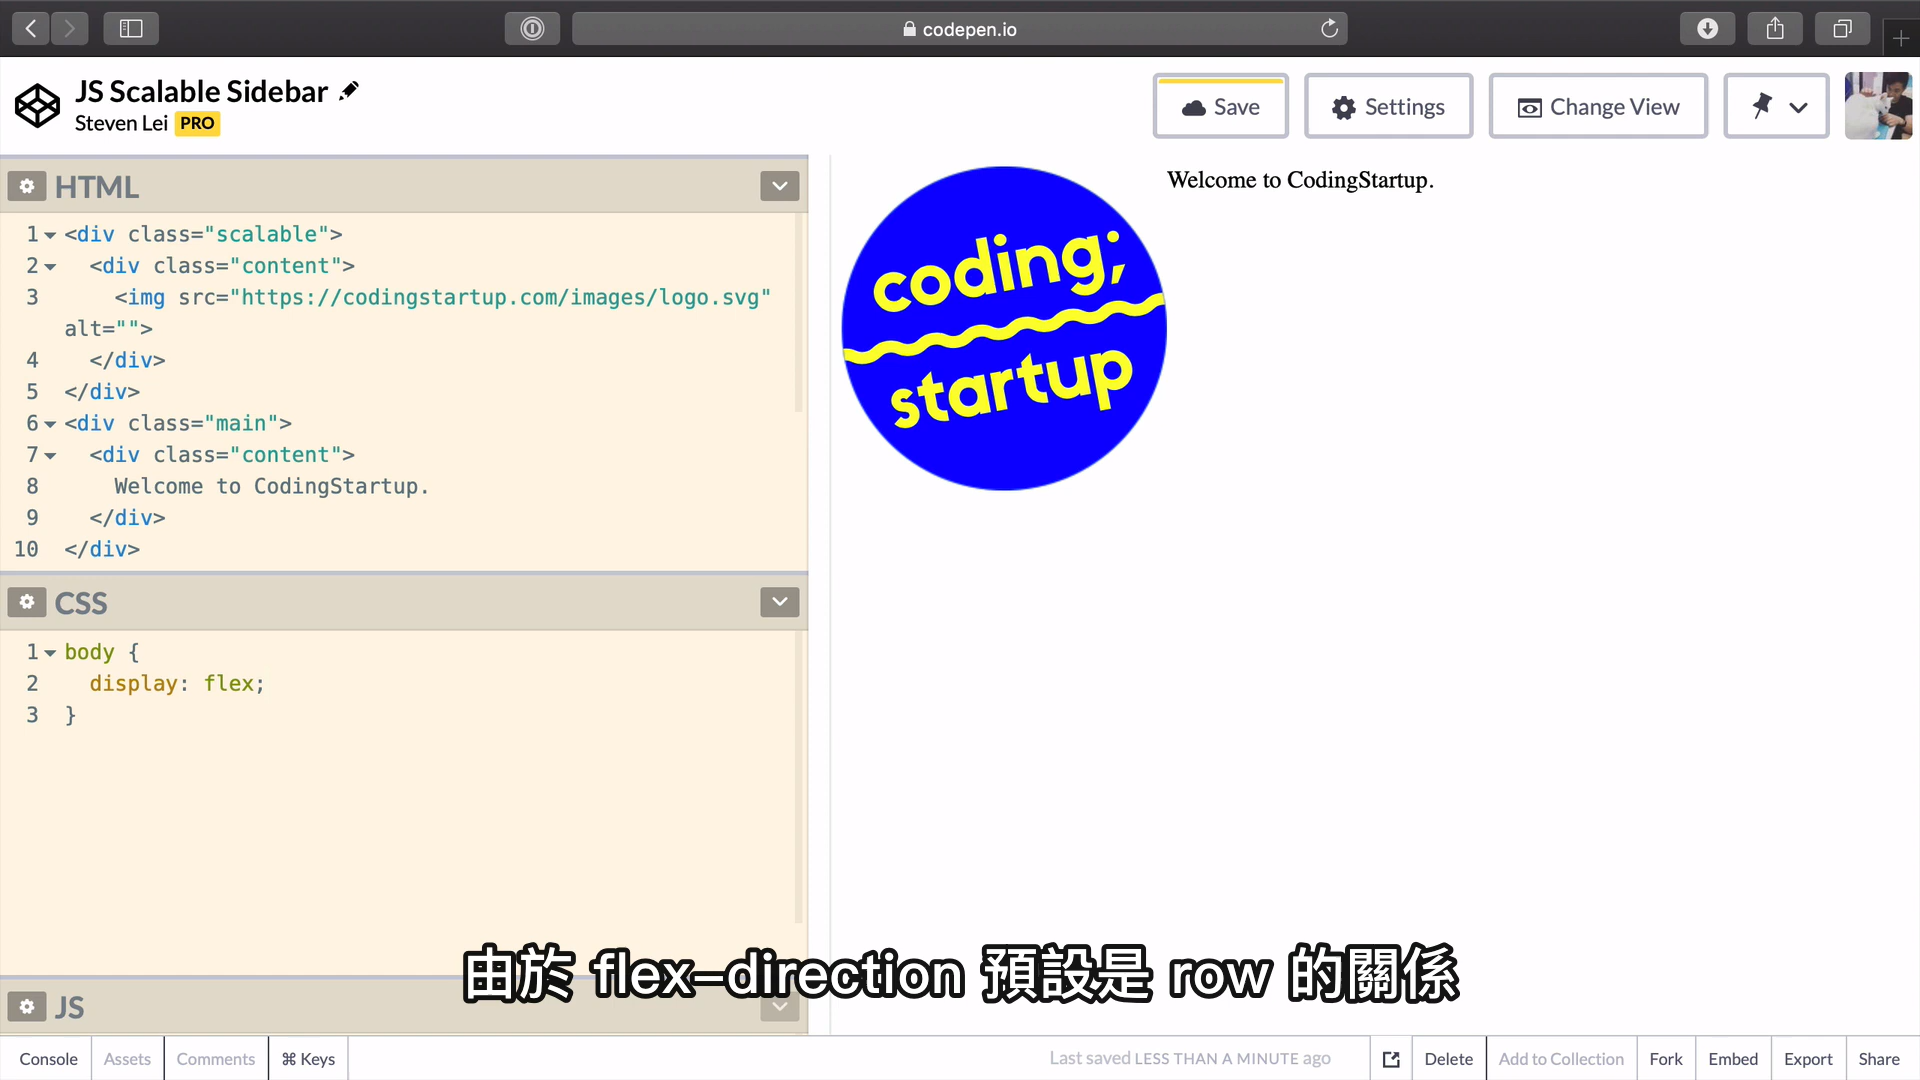 codepen.io
JS Scalable Sidebar
Steven Lei PRO
Save
Settings
Change View
HTML
1 <div class="scalable">
2 <div class="content">
3 <img src="https://codingstartup.com/images/logo.svg"
alt="">
4 </div>
5 </div>
6 <div class="main">
7 <div class="content">
8 Welcome to CodingStartup.
9 </div>
10 </div>
CSS
1 body {
2 display: flex;
3 }
JS
coding;
startup
Welcome to CodingStartup.
由於 flex-direction 預設是 row 的關係
Console Assets Comments ⌘ Keys Last saved LESS THAN A MINUTE ago Delete Add to Collection Fork Embed Export Share